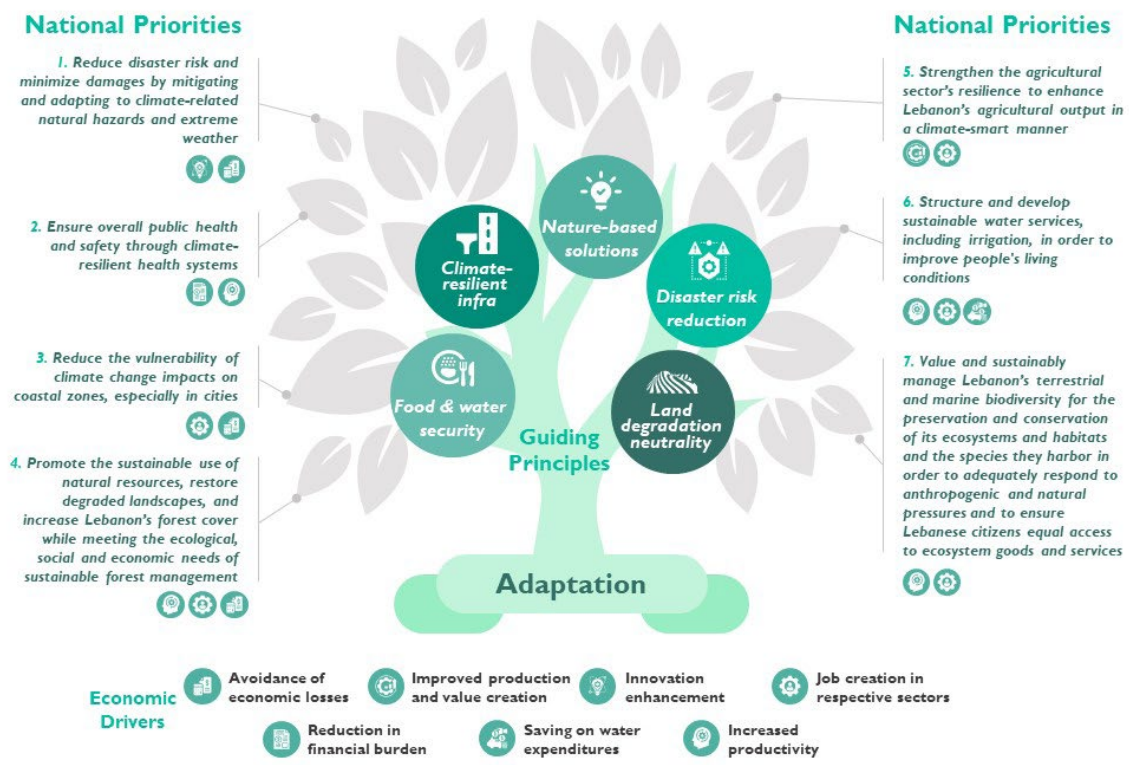 National Priorities
1. Reduce disaster risk and
minimize damages by mitigating
and adapting to climate-related
natural hazards and extreme
weather
2. Ensure overall public health
and safety through climate-
resilient health systems
3. Reduce the vulnerability of
climate change impacts on
coastal zones, especially in cities
4. Promote the sustainable use of
natural resources, restore
degraded landscapes, and
increase Lebanon's forest cover
while meeting the ecological,
social and economic needs of
sustainable forest management
Nature-based
solutions
Climate-
resilient
infra
Disaster risk
reduction
Food & water
security
Land
degradation
neutrality
Guiding
Principles
Adaptation
National Priorities
5. Strengthen the agricultural
sector's resilience to enhance
Lebanon's agricultural output in
a climate-smart manner
6. Structure and develop
sustainable water services,
including irrigation, in order to
improve people's living
conditions
7. Value and sustainably
manage Lebanon's terrestrial
and marine biodiversity for the
preservation and conservation
of its ecosystems and habitats
and the species they harbor in
order to adequately respond to
anthropogenic and natural
pressures and to ensure
Lebanese citizens equal access
to ecosystem goods and services
Economic
Drivers
Avoidance of
economic losses
Improved production
and value creation
Innovation
enhancement
Job creation in
respective sectors
Reduction in
financial burden
Saving on water
expenditures
Increased
productivity